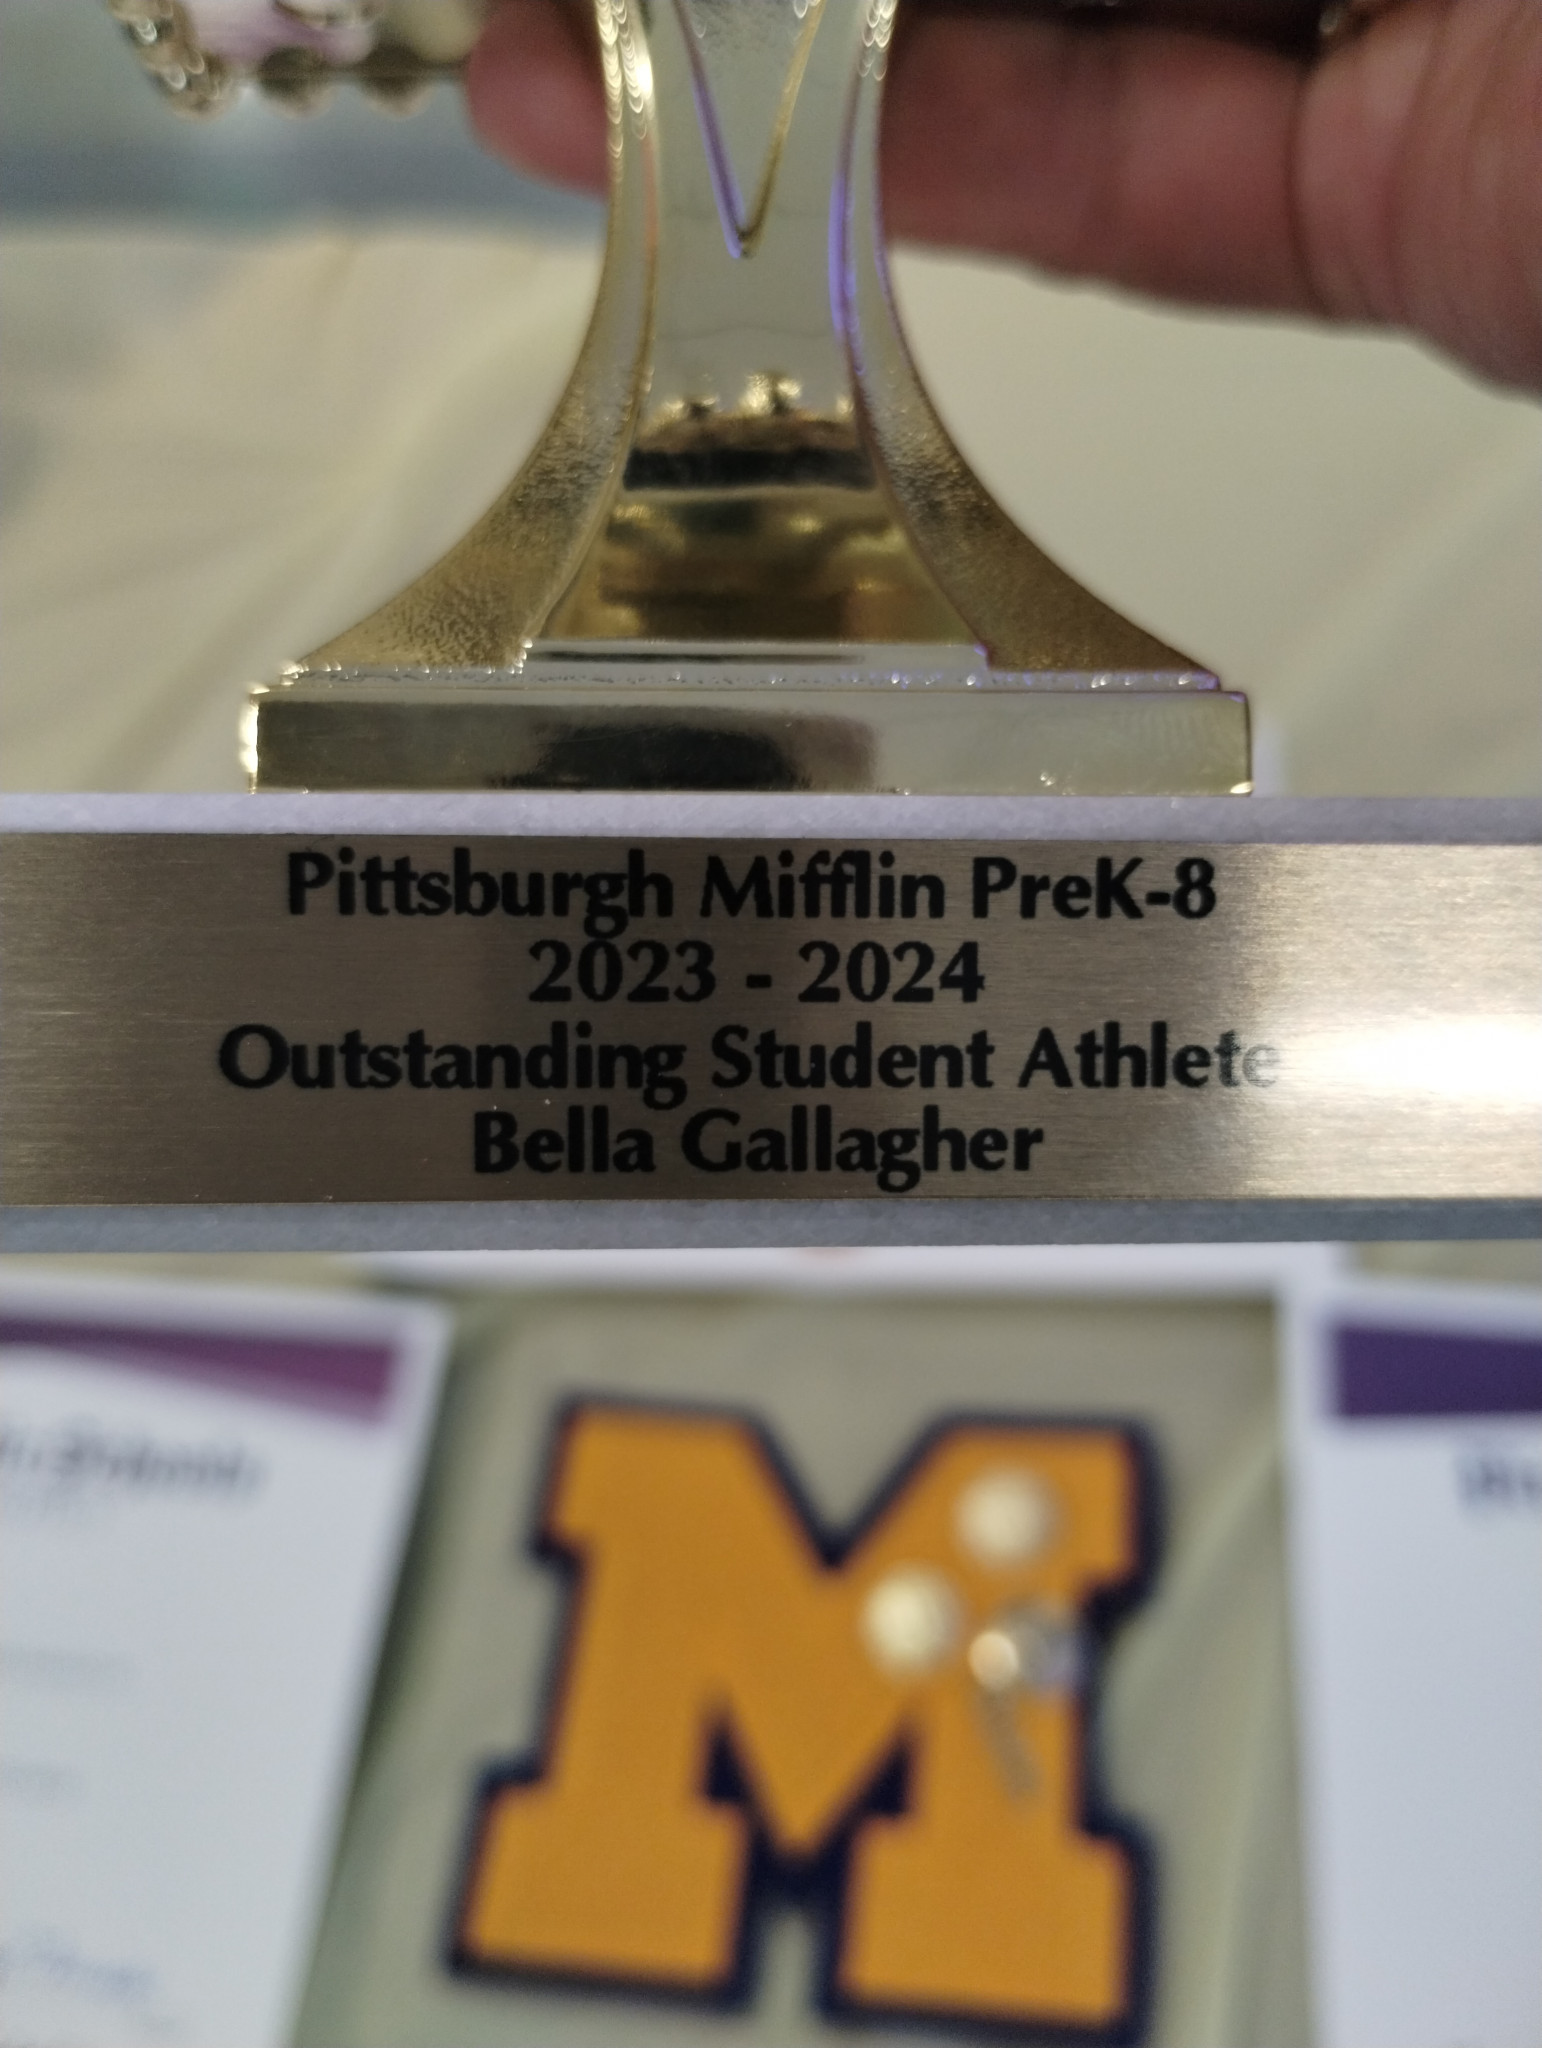 Pittsburgh Mifflin PreK-8
2023 - 2024
Outstanding Student Athlete
Bella Gallagher
M